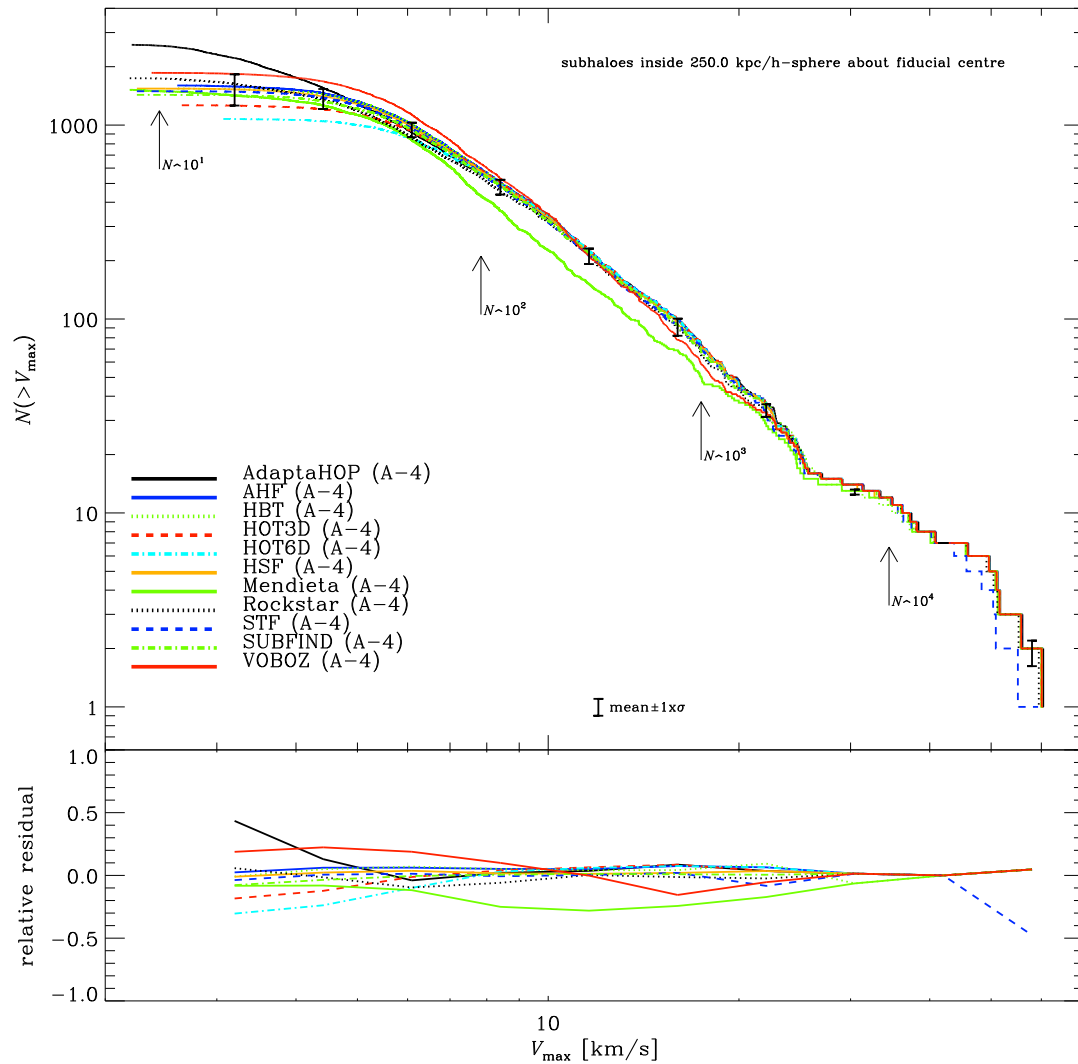 subhaloes inside 250.0 kpc/h-sphere about fiducial centre
1000
100
10
1
N(>Vmax)
N~10¹
N~10²
N~10³
N~10⁴
AdaptaHOP (A-4)
AHF (A-4)
HBT (A-4)
HOT3D (A-4)
HOT6D (A-4)
HSF (A-4)
Mendieta (A-4)
Rockstar (A-4)
STF (A-4)
SUBFIND (A-4)
VOBOZ (A-4)
mean±1xσ
1.0
0.5
0.0
-0.5
-1.0
relative residual
10
Vmax [km/s]